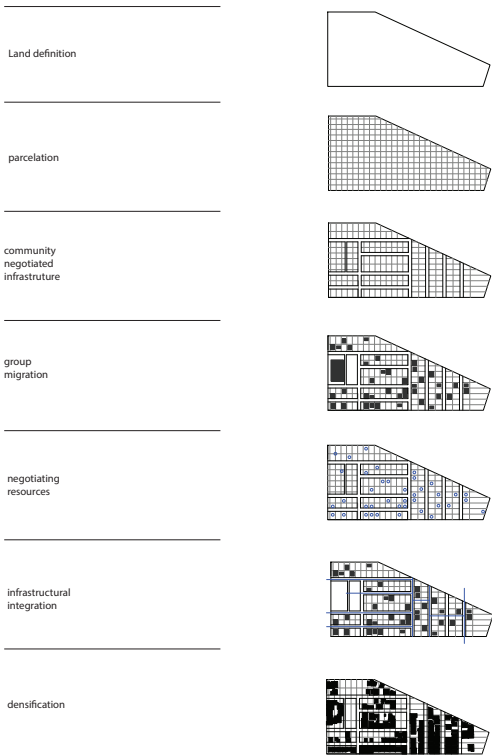 Land definition
parcelation
community
negotiated
infrastruture
group
migration
negotiating
resources
infrastructural
integration
densification